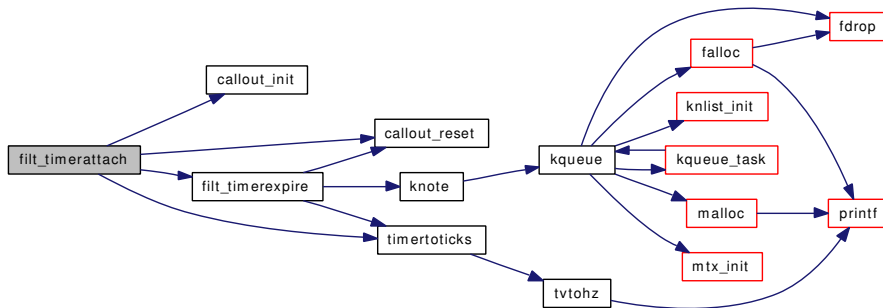 filt_timerattach
callout_init
callout_reset
filt_timerexpire
knote
timertoticks
tvtohz
kqueue
fdrop
falloc
knlist_init
kqueue_task
malloc
printf
mtx_init